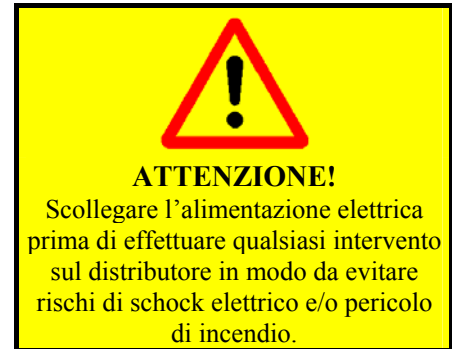 ATTENZIONE!
Scollegare l’alimentazione elettrica
prima di effettuare qualsiasi intervento
sul distributore in modo da evitare
rischi di schock elettrico e/o pericolo
di incendio.